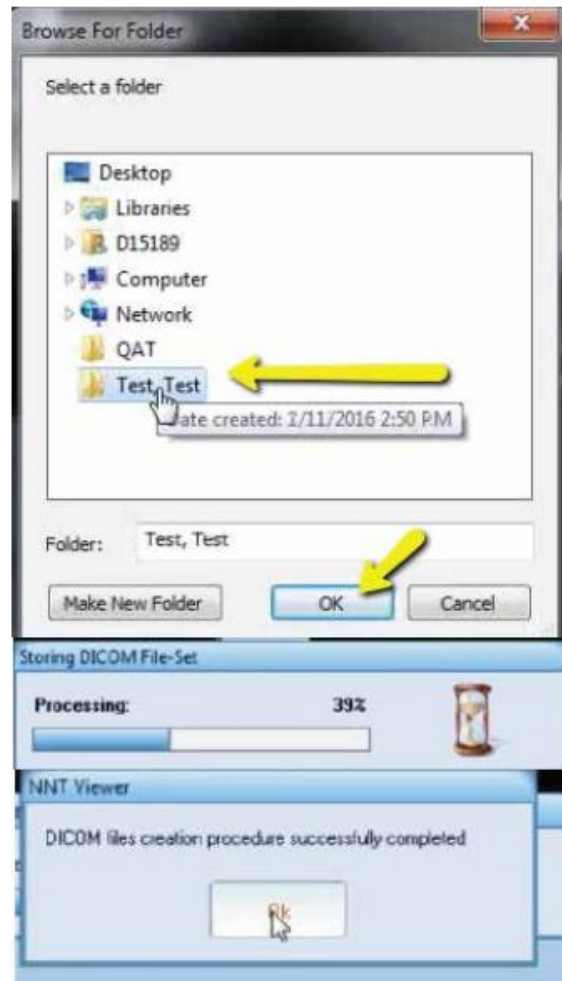 Browse For Folder
Select a folder
Desktop
Libraries
D15189
Computer
Network
QAT
Test, Test
Date created: 1/11/2016 2:50 PM
Folder: Test, Test
Make New Folder OK Cancel
Storing DICOM File-Set
Processing: 39%
NNT Viewer
DICOM files creation procedure successfully completed
Ok